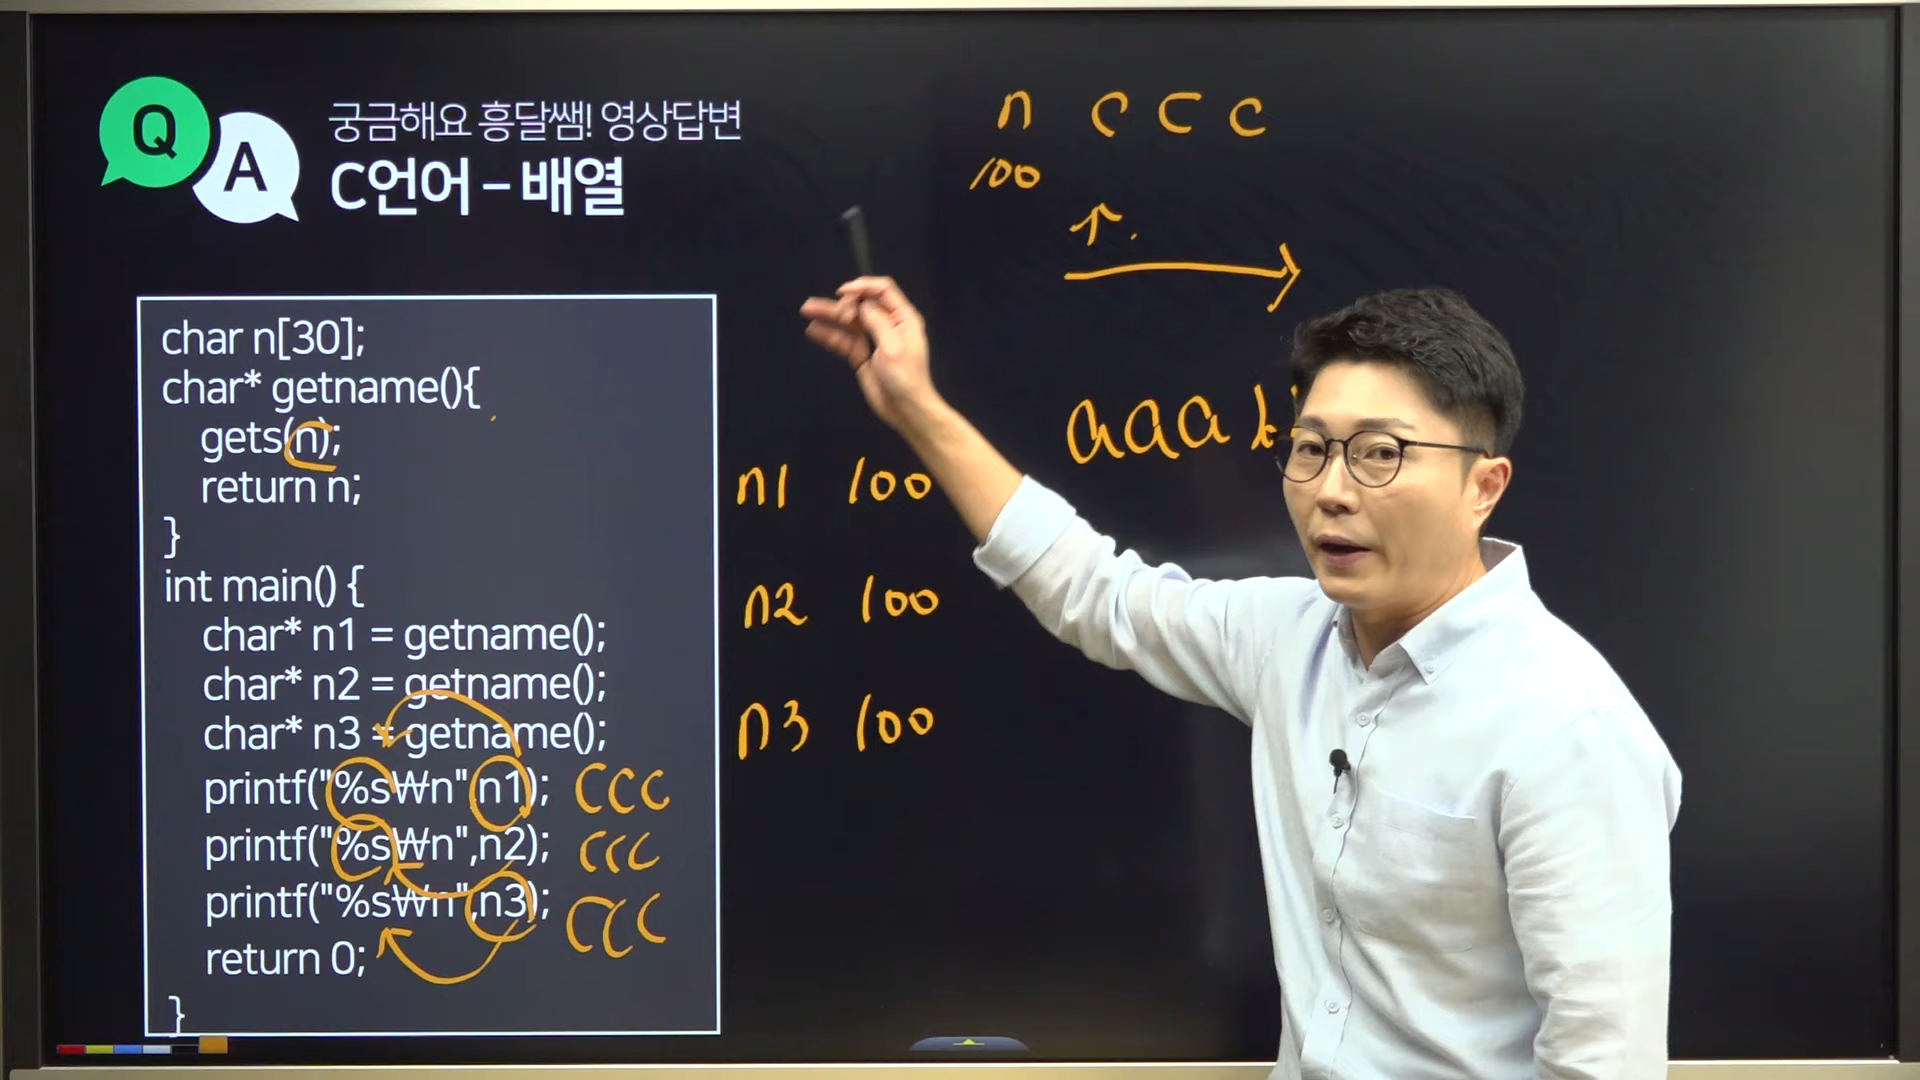 Q
A
궁금해요 흥달쌤! 영상답변
C언어 – 배열
char n[30];
char* getname(){
gets(n);
return n;
}
int main() {
char* n1 = getname();
char* n2 = getname();
char* n3 = getname();
printf("%s₩n",n1); CCC
printf("%s₩n",n2); CCC
printf("%s₩n",n3); CCC
return 0;
}
n C C C
100
aaa
n1 100
n2 100
n3 100